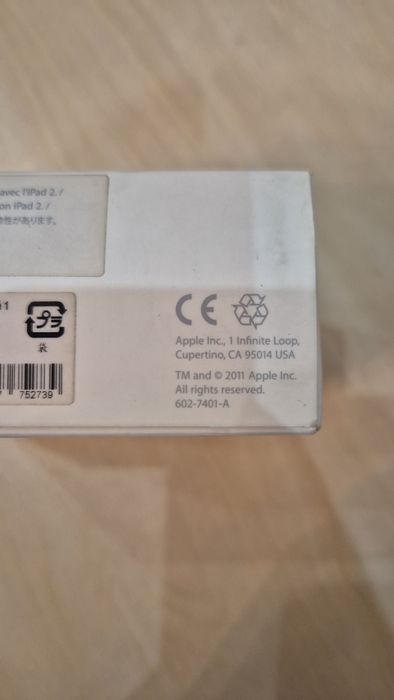 avec l'iPad 2. /
on iPad 2. /
性があります。
プラ
袋
752739
CE
Apple Inc., 1 Infinite Loop,
Cupertino, CA 95014 USA
TM and © 2011 Apple Inc.
All rights reserved.
602-7401-A